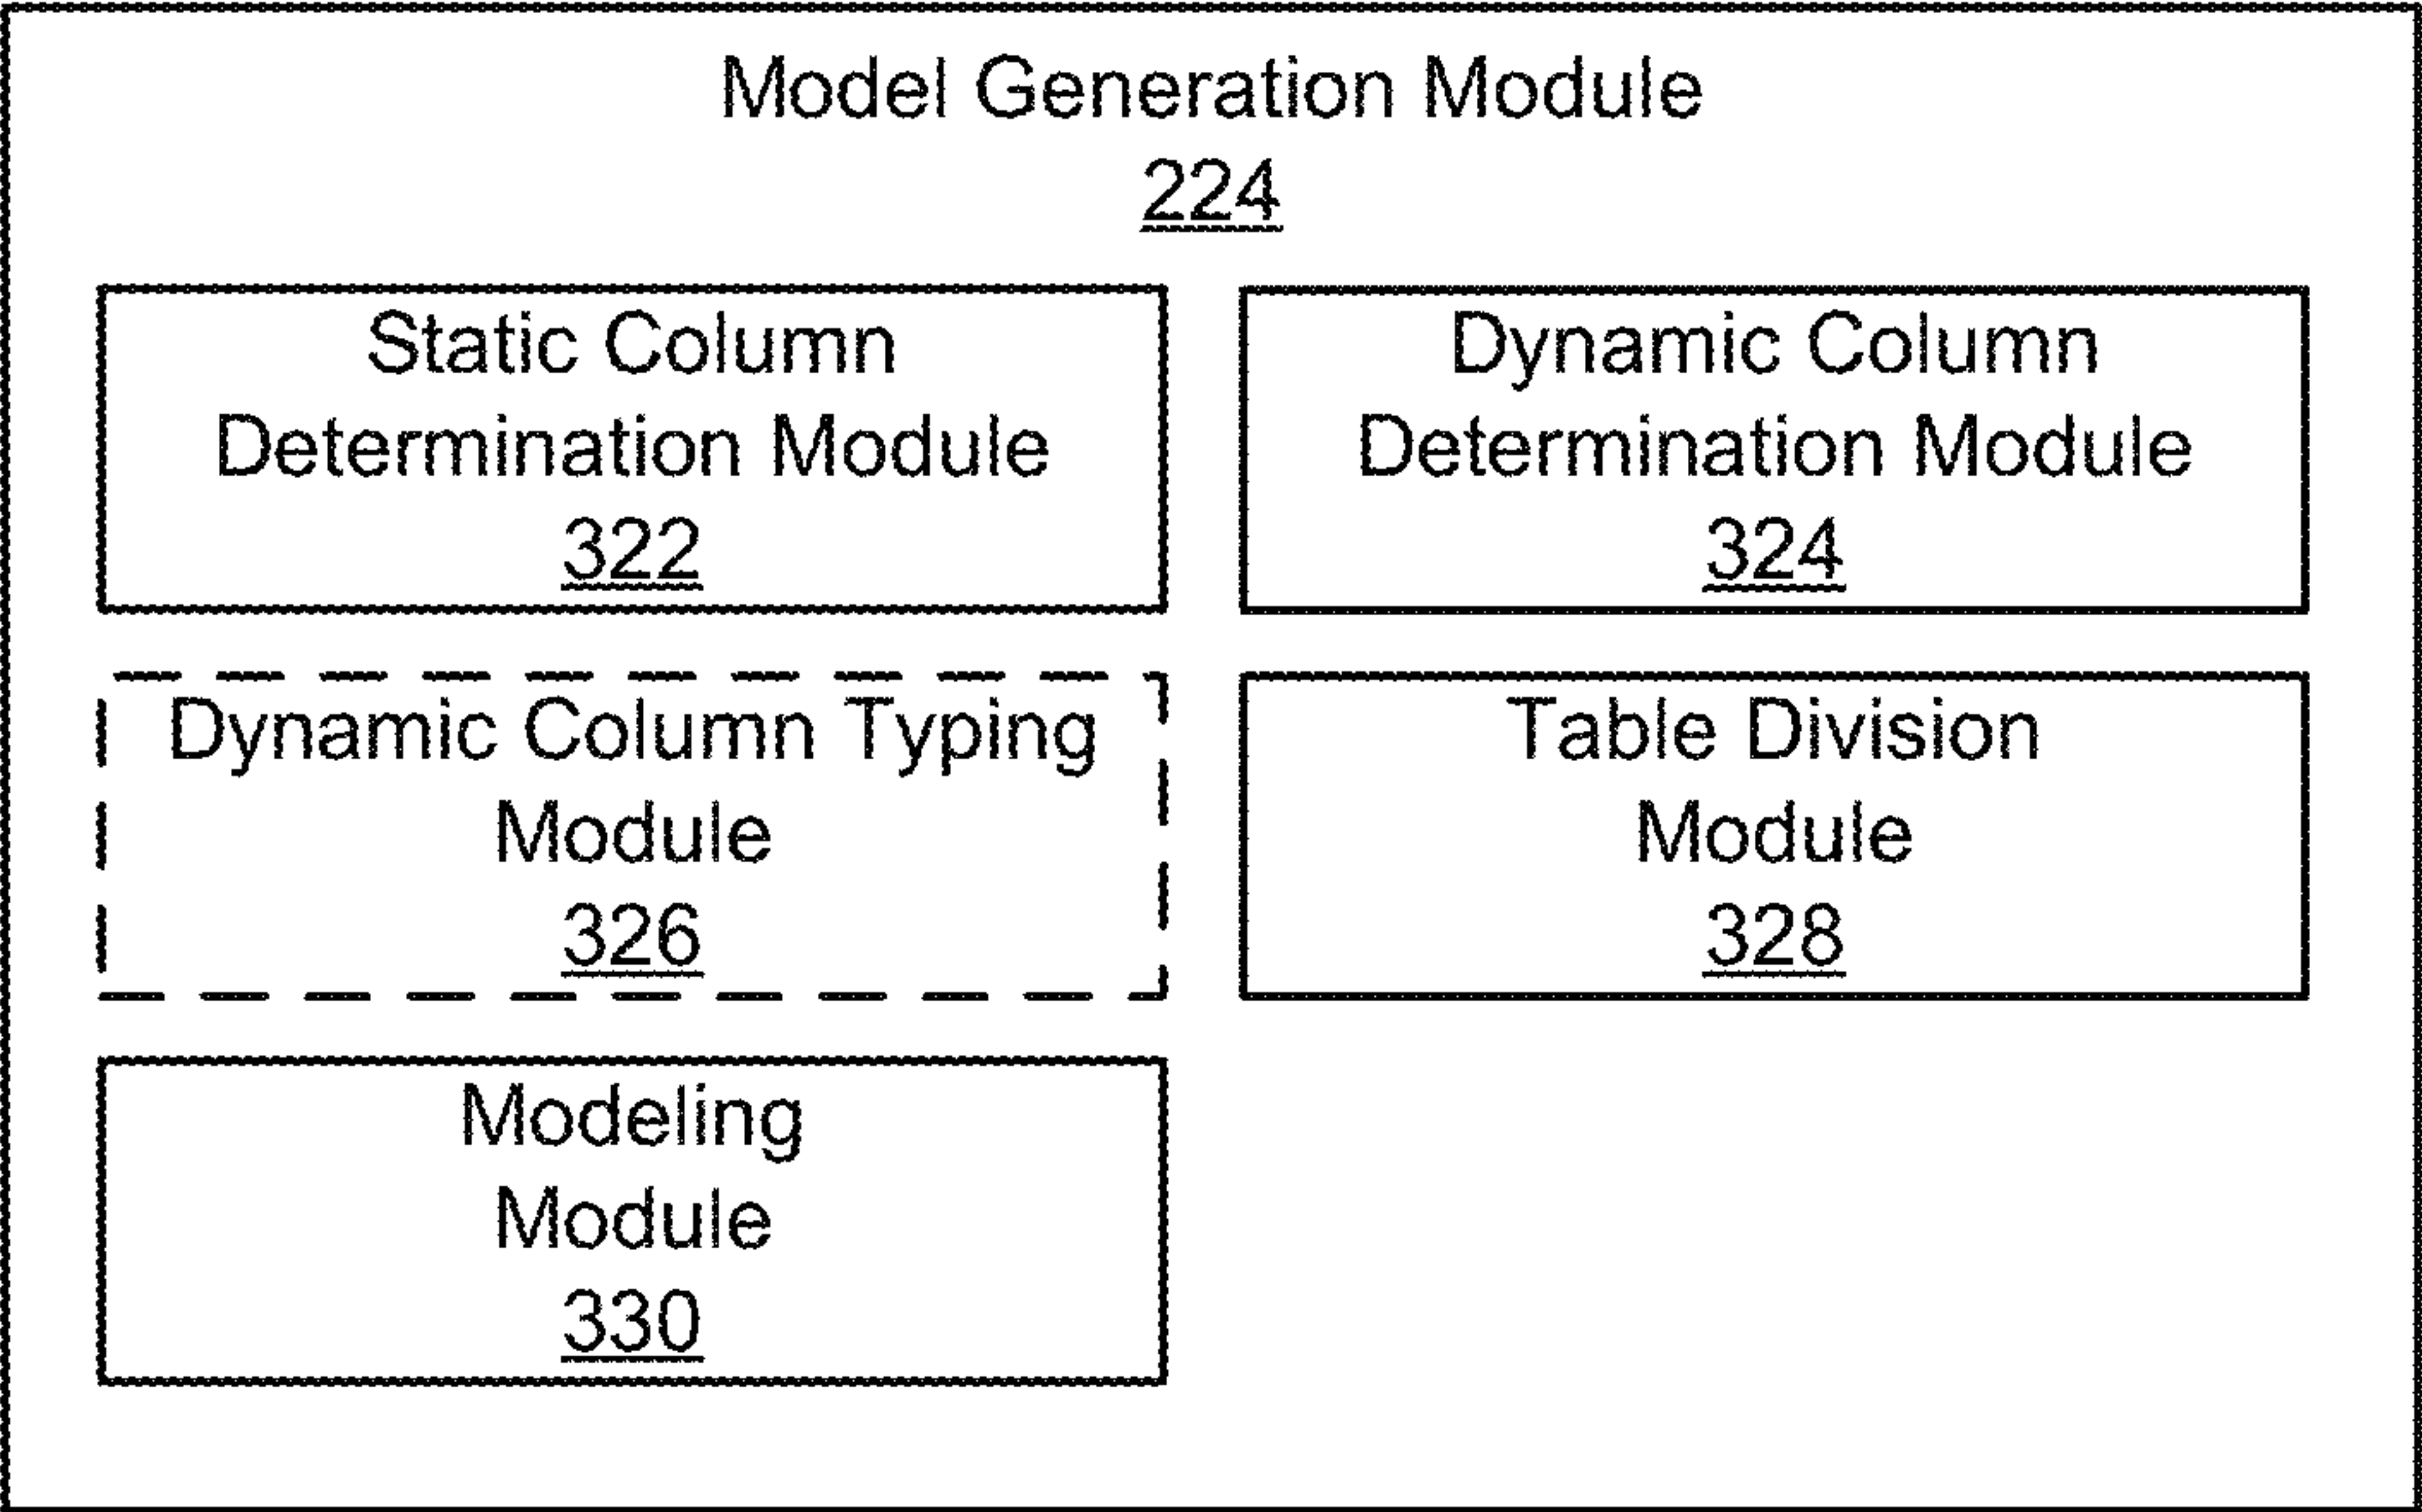 Model Generation Module
224
Static Column
Determination Module
322
Dynamic Column
Determination Module
324
Dynamic Column Typing
Module
326
Table Division
Module
328
Modeling
Module
330